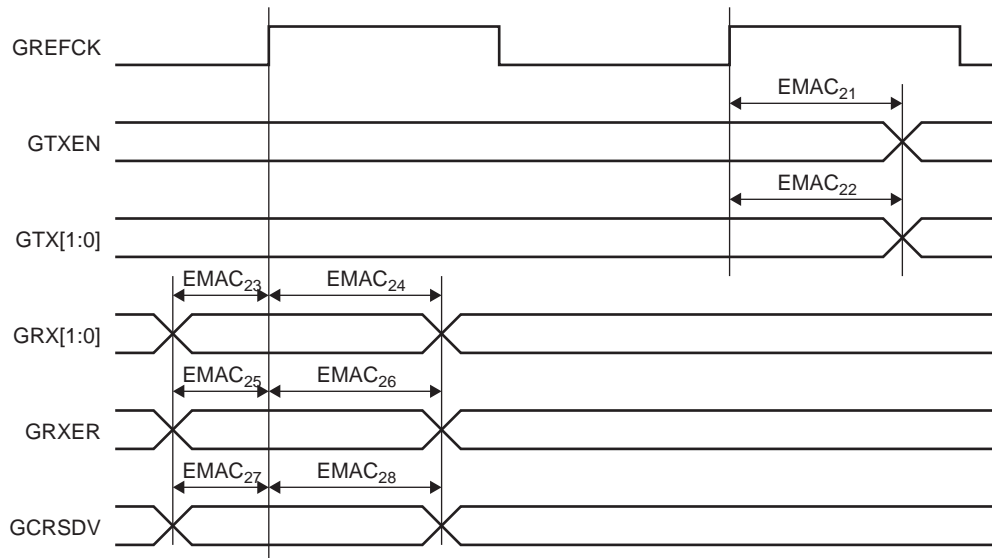 GREFCK
EMAC21
GTXEN
EMAC22
GTX[1:0]
EMAC23 EMAC24
GRX[1:0]
EMAC25 EMAC26
GRXER
EMAC27 EMAC28
GCRSDV